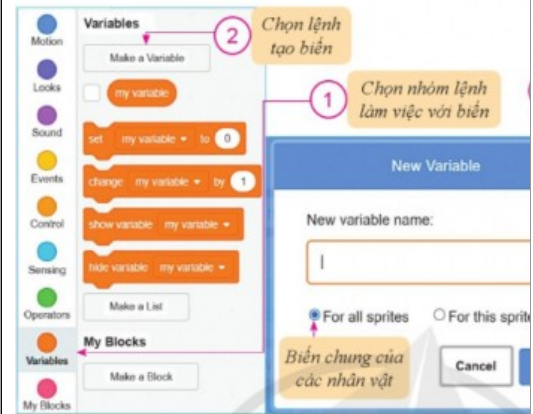 Motion
Looks
Sound
Events
Control
Sensing
Operators
Variables
My Blocks
Variables
Make a Variable
my variable
set my variable to 0
change my variable by 1
show variable my variable
hide variable my variable
Make a List
My Blocks
Make a Block
2
Chọn lệnh
tạo biến
1
Chọn nhóm lệnh
làm việc với biến
New Variable
New variable name:
For all sprites
For this sprite
Biến chung của
các nhân vật
Cancel